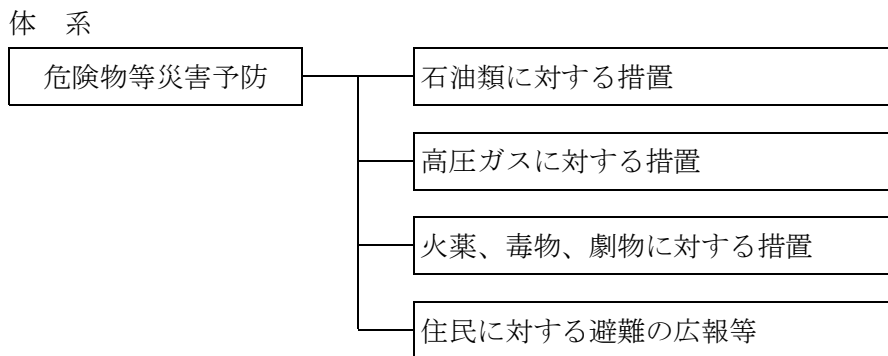 体　系
危険物等災害予防
石油類に対する措置
高圧ガスに対する措置
火薬、毒物、劇物に対する措置
住民に対する避難の広報等